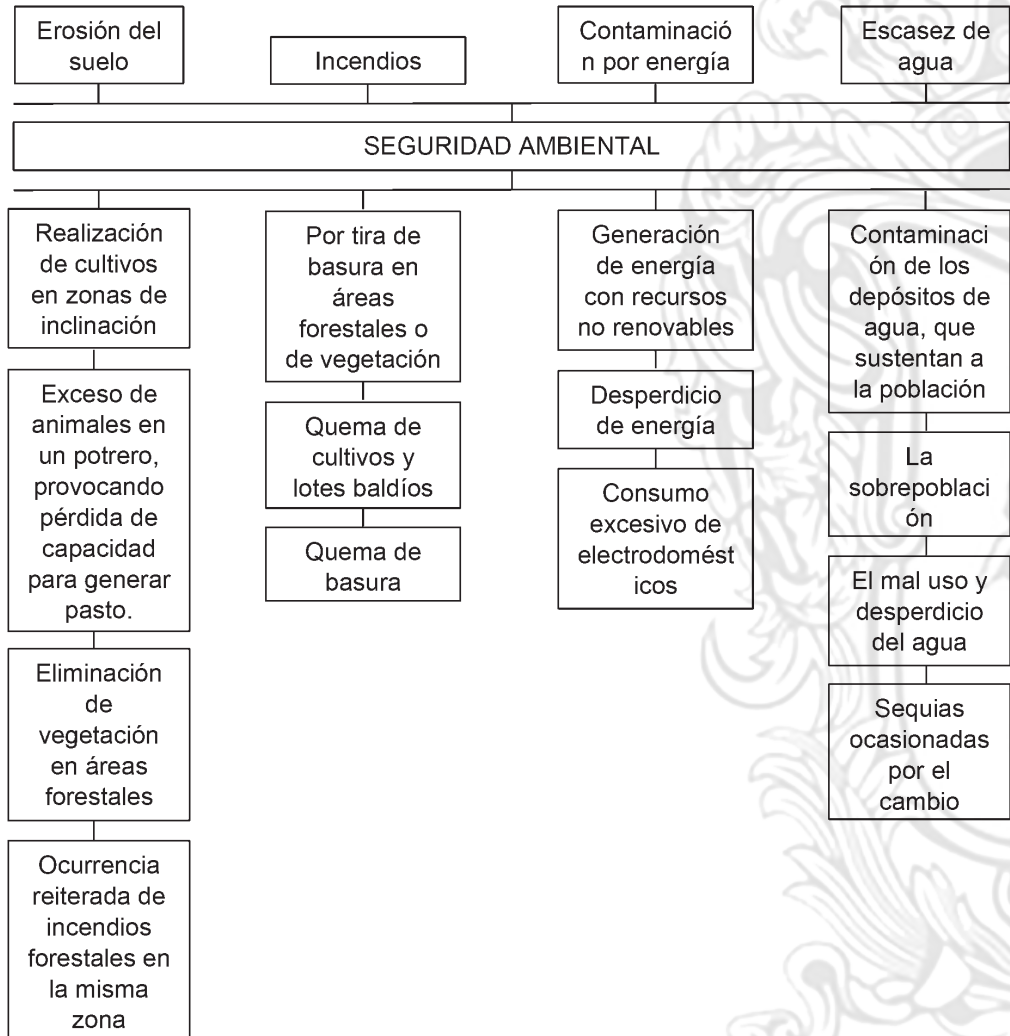 Erosión del
suelo
Incendios
Contaminació
n por energía
Escasez de
agua
SEGURIDAD AMBIENTAL
Realización
de cultivos
en zonas de
inclinación
Exceso de
animales en
un potrero,
provocando
pérdida de
capacidad
para generar
pasto.
Eliminación
de
vegetación
en áreas
forestales
Ocurrencia
reiterada de
incendios
forestales en
la misma
zona
Por tira de
basura en
áreas
forestales o
de vegetación
Quema de
cultivos y
lotes baldíos
Quema de
basura
Generación
de energía
con recursos
no renovables
Desperdicio
de energía
Consumo
excesivo de
electrodomést
icos
Contaminaci
ón de los
depósitos de
agua, que
sustentan a
la población
La
sobrepoblaci
ón
El mal uso y
desperdicio
del agua
Sequias
ocasionadas
por el
cambio